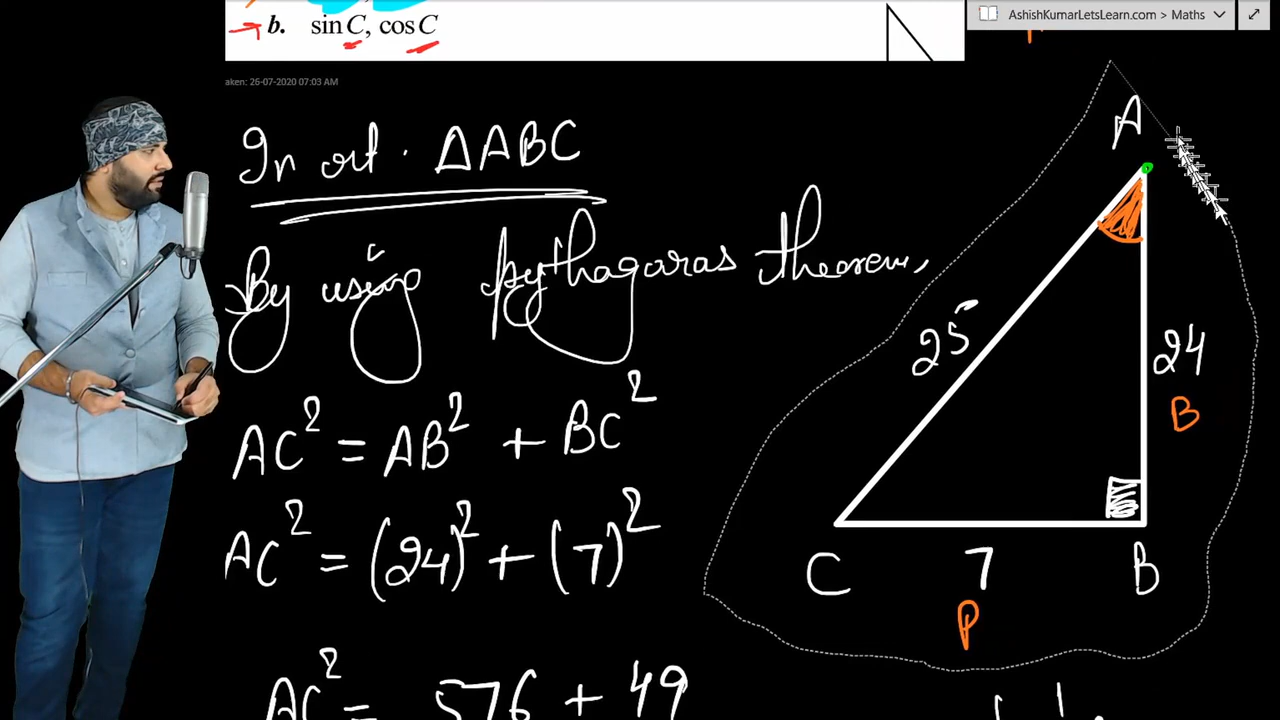 b. sin C, cos C
AshishKumarLetsLearn.com > Maths
aken: 26-07-2020 07:03 AM
In rt. ΔABC
By using pythagoras theorem,
AC² = AB² + BC²
AC² = (24)² + (7)²
AC² = 576 + 49
A
25
24
B
C
7
B
P